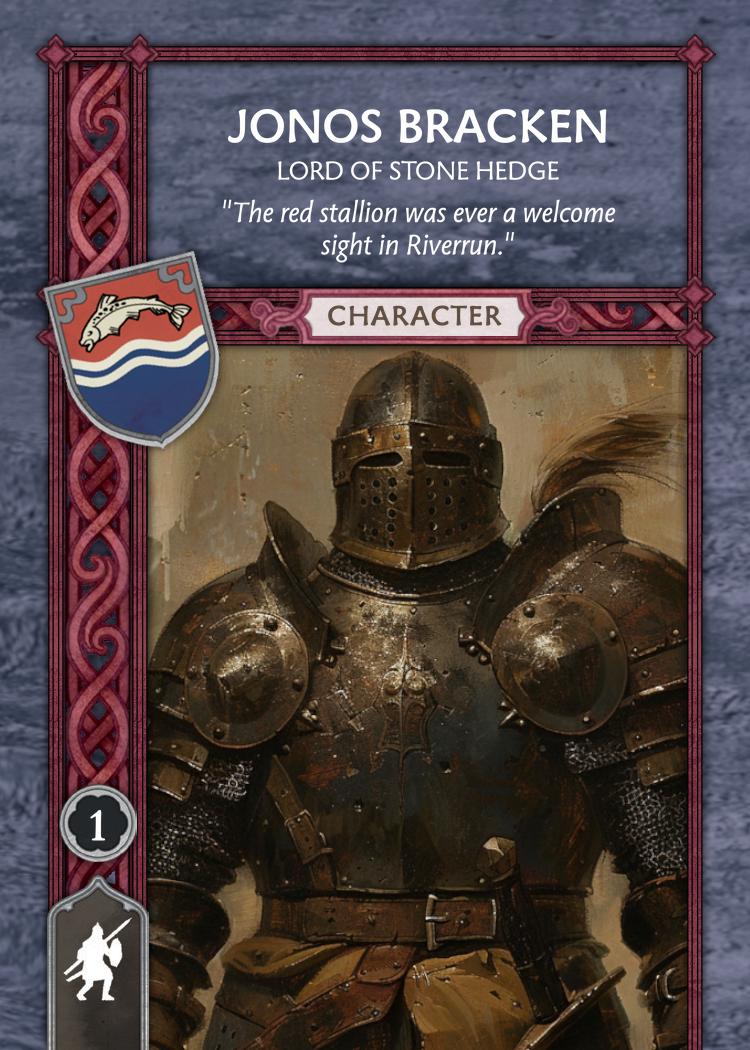 JONOS BRACKEN
LORD OF STONE HEDGE
"The red stallion was ever a welcome
sight in Riverrun."
CHARACTER
1